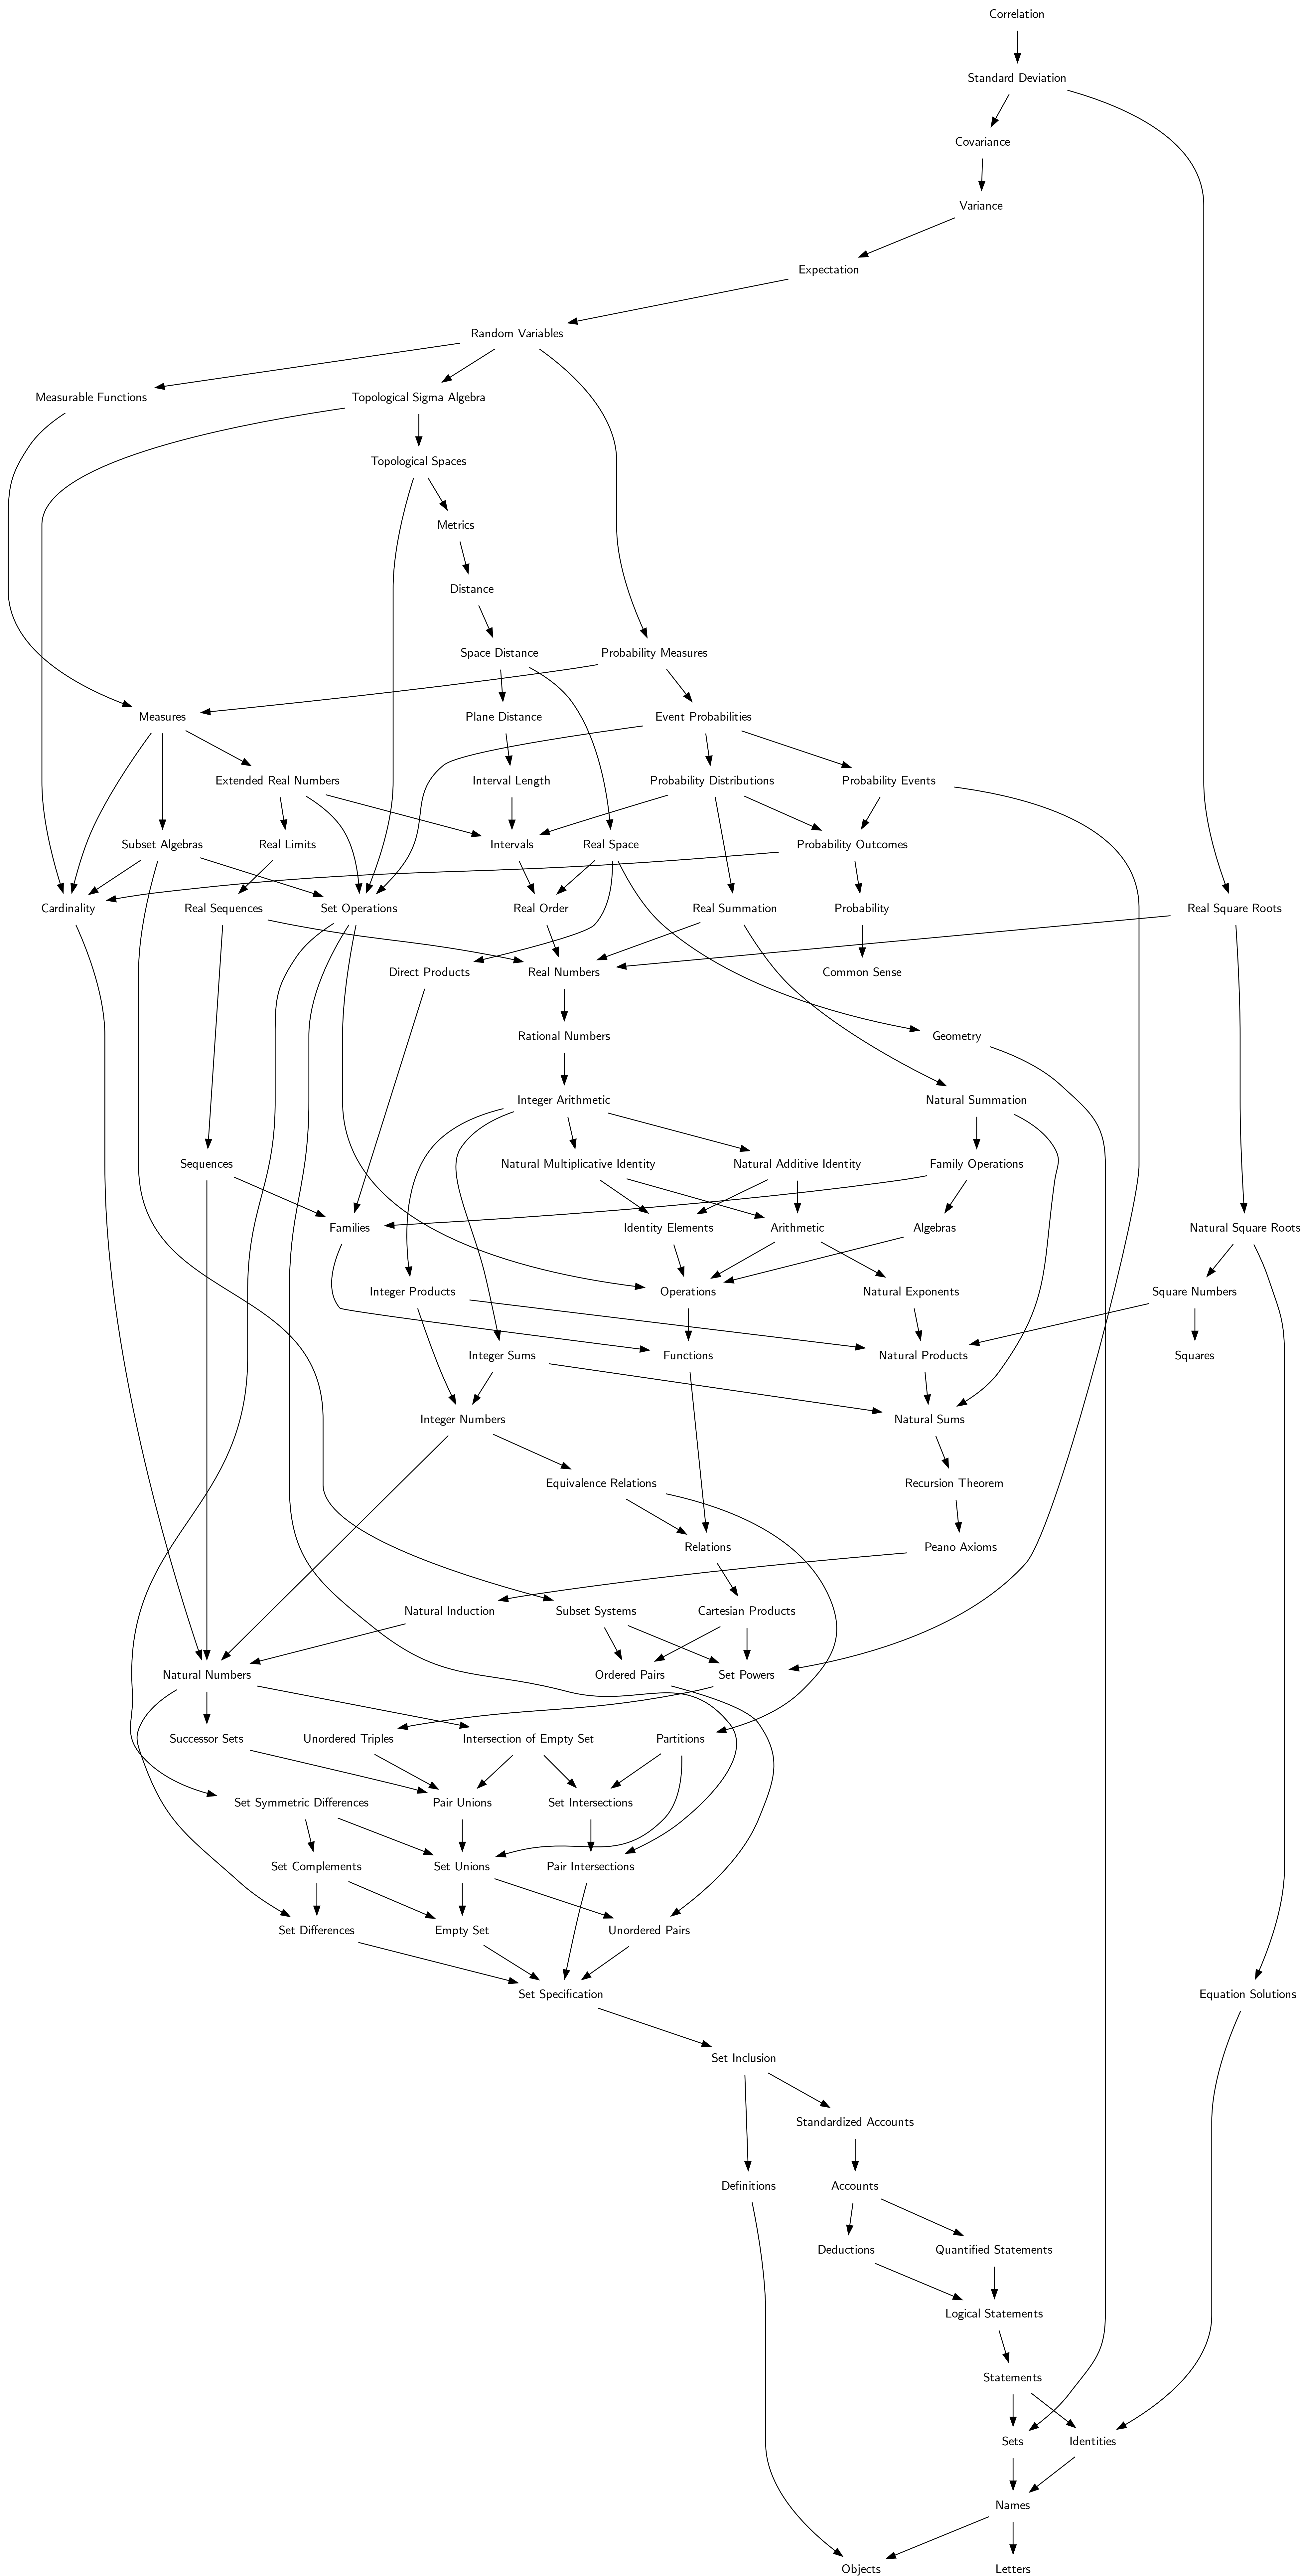 Correlation
Standard Deviation
Covariance
Variance
Expectation
Random Variables
Measurable Functions
Topological Sigma Algebra
Topological Spaces
Metrics
Distance
Space Distance
Probability Measures
Measures
Plane Distance
Event Probabilities
Extended Real Numbers
Interval Length
Probability Distributions
Probability Events
Subset Algebras
Real Limits
Intervals
Real Space
Probability Outcomes
Cardinality
Real Sequences
Set Operations
Real Order
Real Summation
Probability
Real Square Roots
Direct Products
Real Numbers
Common Sense
Rational Numbers
Geometry
Integer Arithmetic
Natural Summation
Sequences
Natural Multiplicative Identity
Natural Additive Identity
Family Operations
Families
Identity Elements
Arithmetic
Algebras
Natural Square Roots
Integer Products
Operations
Natural Exponents
Square Numbers
Integer Sums
Functions
Natural Products
Squares
Integer Numbers
Natural Sums
Equivalence Relations
Recursion Theorem
Relations
Peano Axioms
Natural Induction
Subset Systems
Cartesian Products
Natural Numbers
Ordered Pairs
Set Powers
Successor Sets
Unordered Triples
Intersection of Empty Set
Partitions
Set Symmetric Differences
Pair Unions
Set Intersections
Set Complements
Set Unions
Pair Intersections
Set Differences
Empty Set
Unordered Pairs
Set Specification
Equation Solutions
Set Inclusion
Standardized Accounts
Definitions
Accounts
Deductions
Quantified Statements
Logical Statements
Statements
Sets
Identities
Names
Objects
Letters